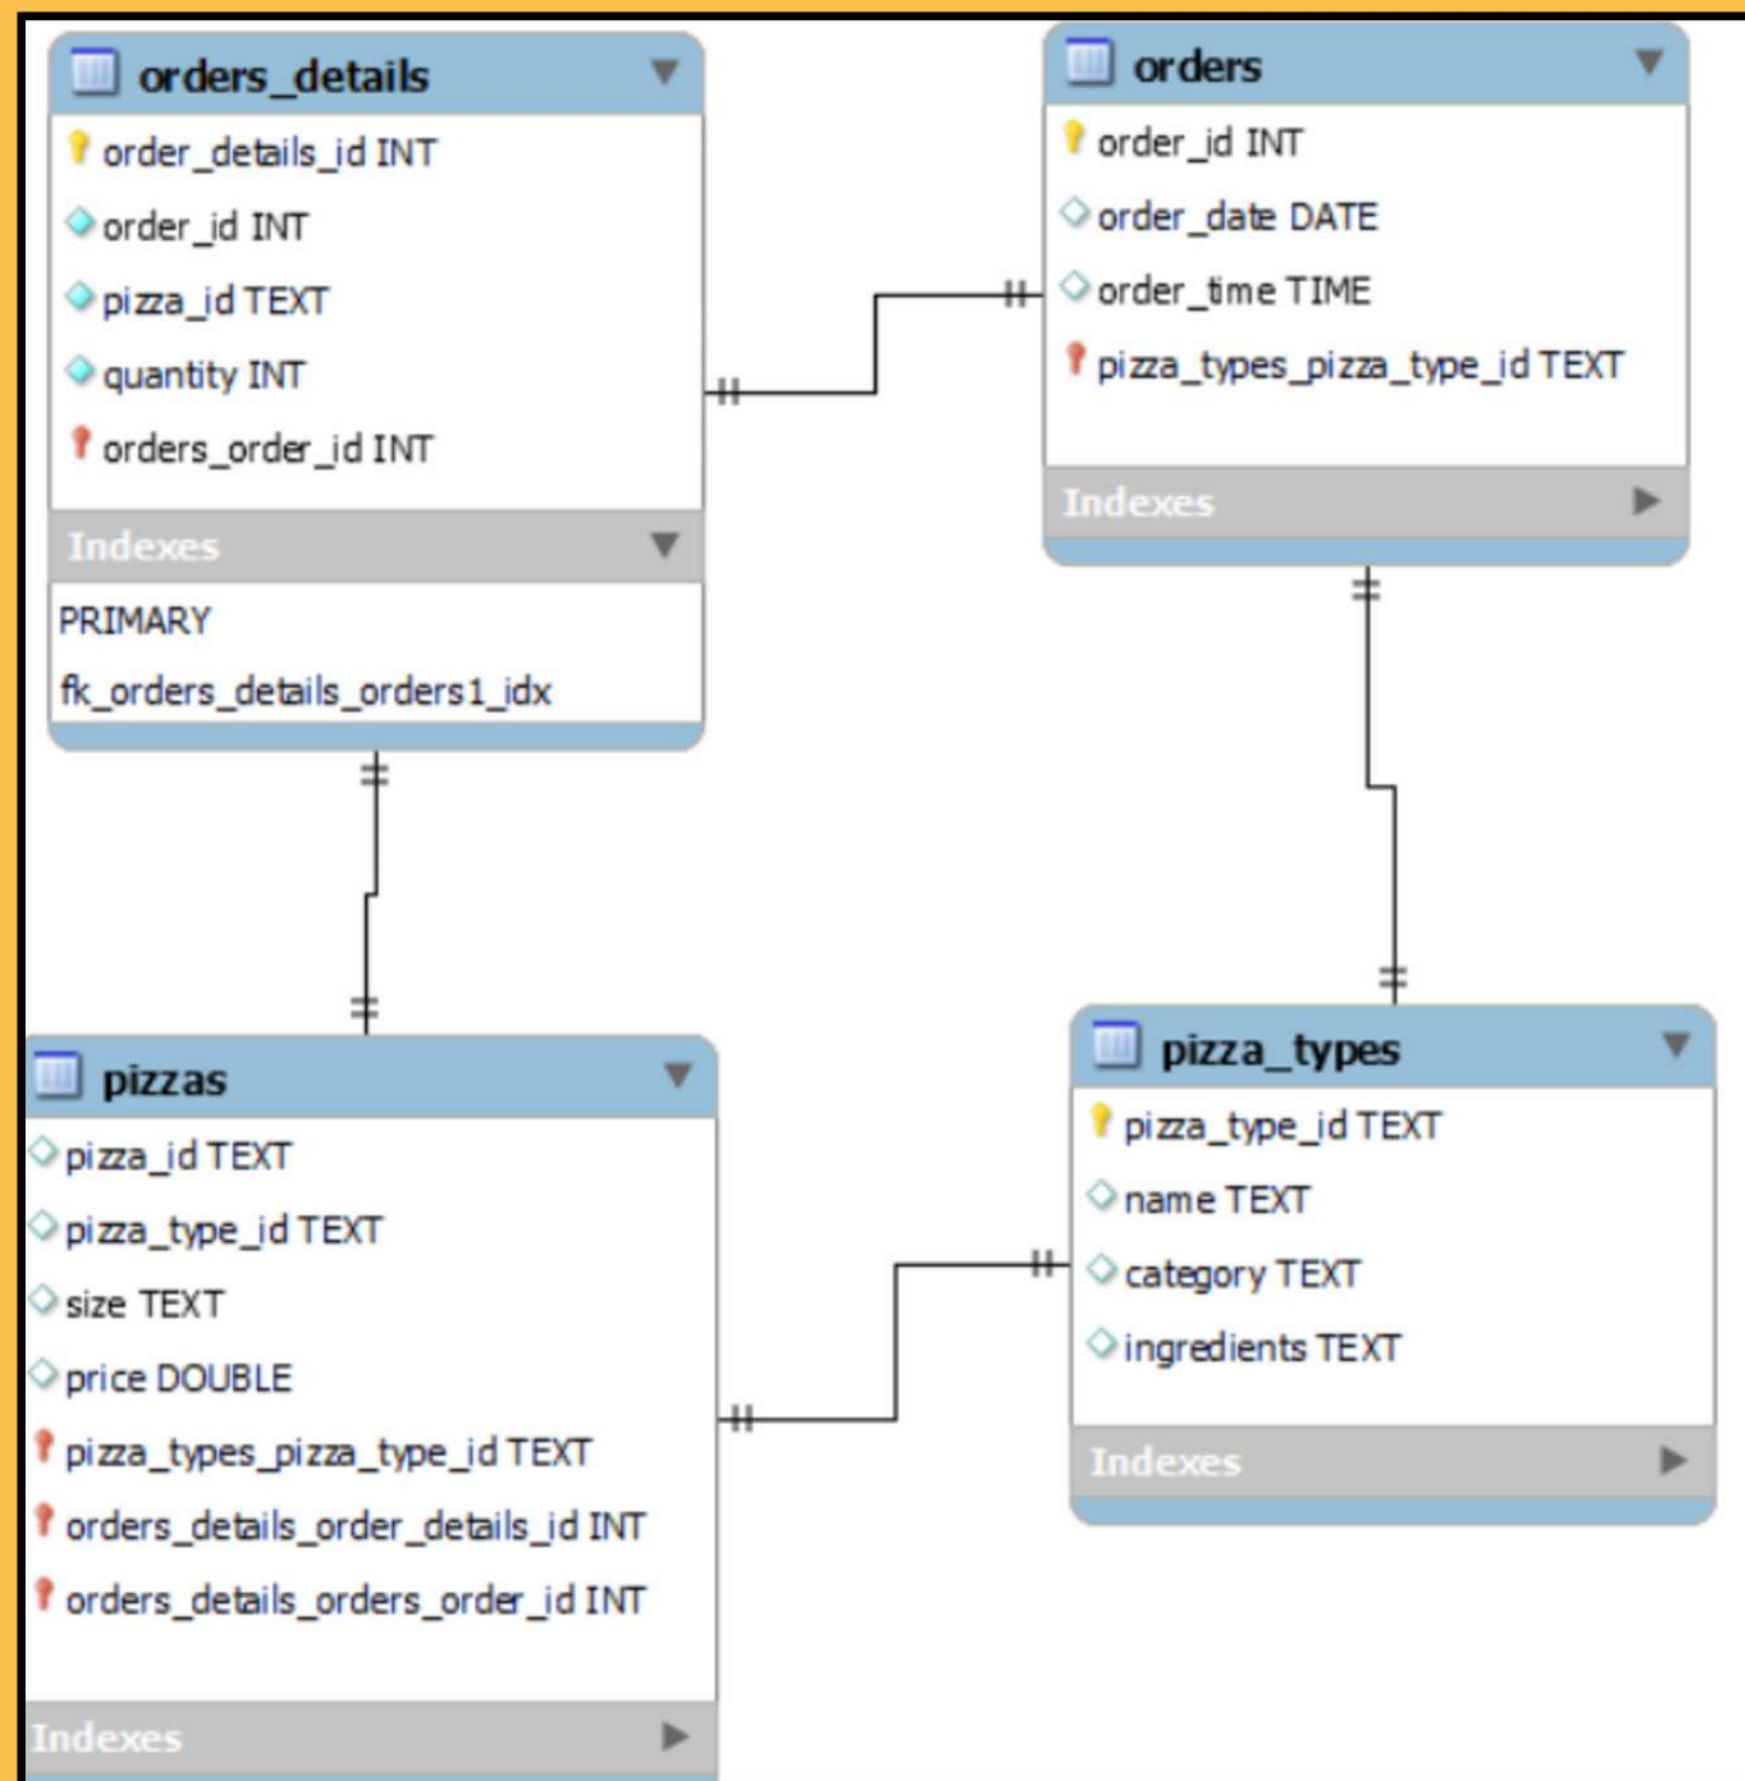 orders_details
order_details_id INT
order_id INT
pizza_id TEXT
quantity INT
orders_order_id INT
Indexes
PRIMARY
fk_orders_details_orders1_idx
orders
order_id INT
order_date DATE
order_time TIME
pizza_types_pizza_type_id TEXT
Indexes
pizzas
pizza_id TEXT
pizza_type_id TEXT
size TEXT
price DOUBLE
pizza_types_pizza_type_id TEXT
orders_details_order_details_id INT
orders_details_orders_order_id INT
Indexes
pizza_types
pizza_type_id TEXT
name TEXT
category TEXT
ingredients TEXT
Indexes